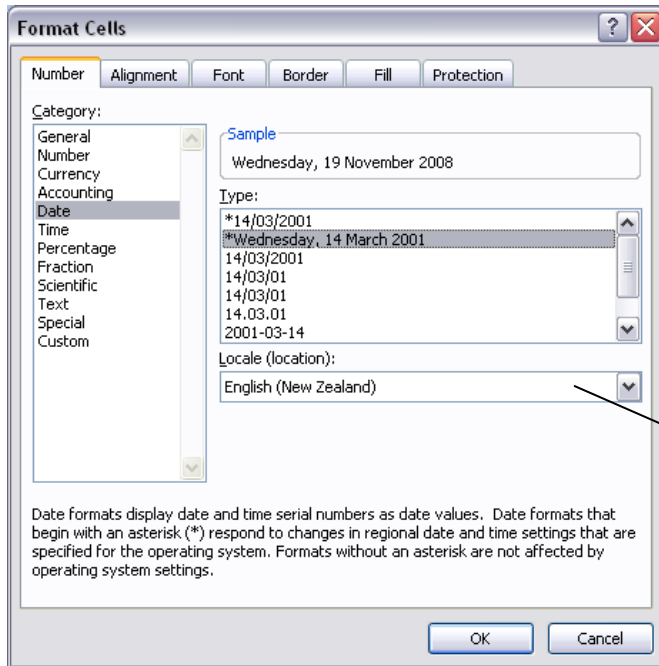 Format Cells
Number
Alignment
Font
Border
Fill
Protection
Category:
General
Number
Currency
Accounting
Date
Time
Percentage
Fraction
Scientific
Text
Special
Custom
Sample
Wednesday, 19 November 2008
Type:
*14/03/2001
*Wednesday, 14 March 2001
14/03/2001
14/03/01
14/03/01
14.03.01
2001-03-14
Locale (location):
English (New Zealand)
Date formats display date and time serial numbers as date values.  Date formats that
begin with an asterisk (*) respond to changes in regional date and time settings that are
specified for the operating system. Formats without an asterisk are not affected by
operating system settings.
OK
Cancel